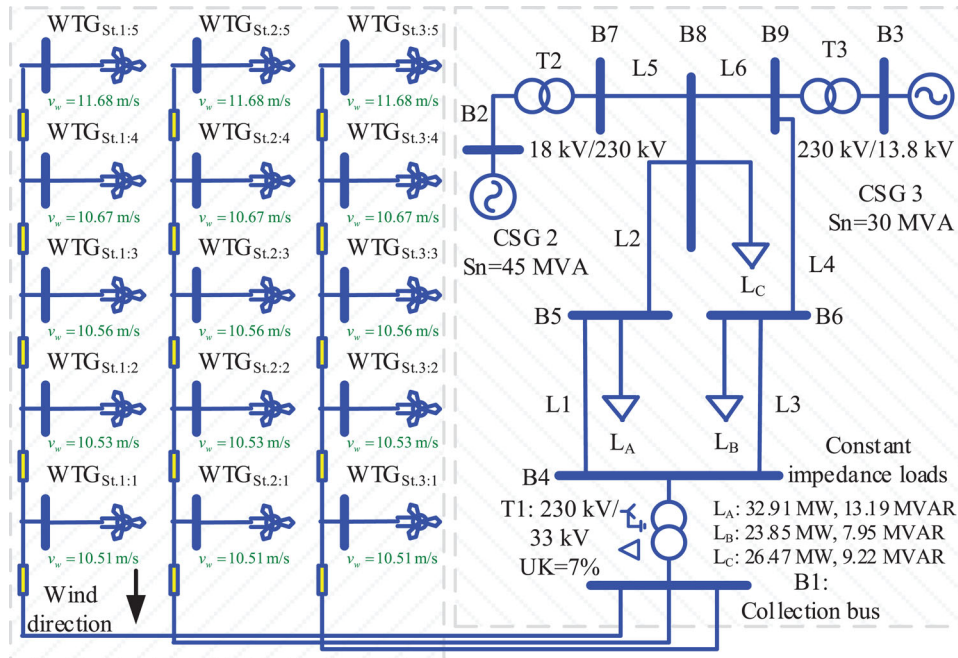 WTG St.1:5
WTG St.2:5
WTG St.3:5
v_w = 11.68 m/s
v_w = 11.68 m/s
v_w = 11.68 m/s
WTG St.1:4
WTG St.2:4
WTG St.3:4
v_w = 10.67 m/s
v_w = 10.67 m/s
v_w = 10.67 m/s
WTG St.1:3
WTG St.2:3
WTG St.3:3
v_w = 10.56 m/s
v_w = 10.56 m/s
v_w = 10.56 m/s
WTG St.1:2
WTG St.2:2
WTG St.3:2
v_w = 10.53 m/s
v_w = 10.53 m/s
v_w = 10.53 m/s
WTG St.1:1
WTG St.2:1
WTG St.3:1
v_w = 10.51 m/s
v_w = 10.51 m/s
v_w = 10.51 m/s
Wind
direction
B7
B8
B9
T3
B3
T2
L5
L6
B2
18 kV/230 kV
230 kV/13.8 kV
CSG 2
Sn=45 MVA
CSG 3
Sn=30 MVA
L2
L4
L_C
B5
B6
L1
L3
L_A
L_B
B4
Constant
impedance loads
T1: 230 kV/
33 kV
UK=7%
L_A: 32.91 MW, 13.19 MVAR
L_B: 23.85 MW, 7.95 MVAR
L_C: 26.47 MW, 9.22 MVAR
B1:
Collection bus